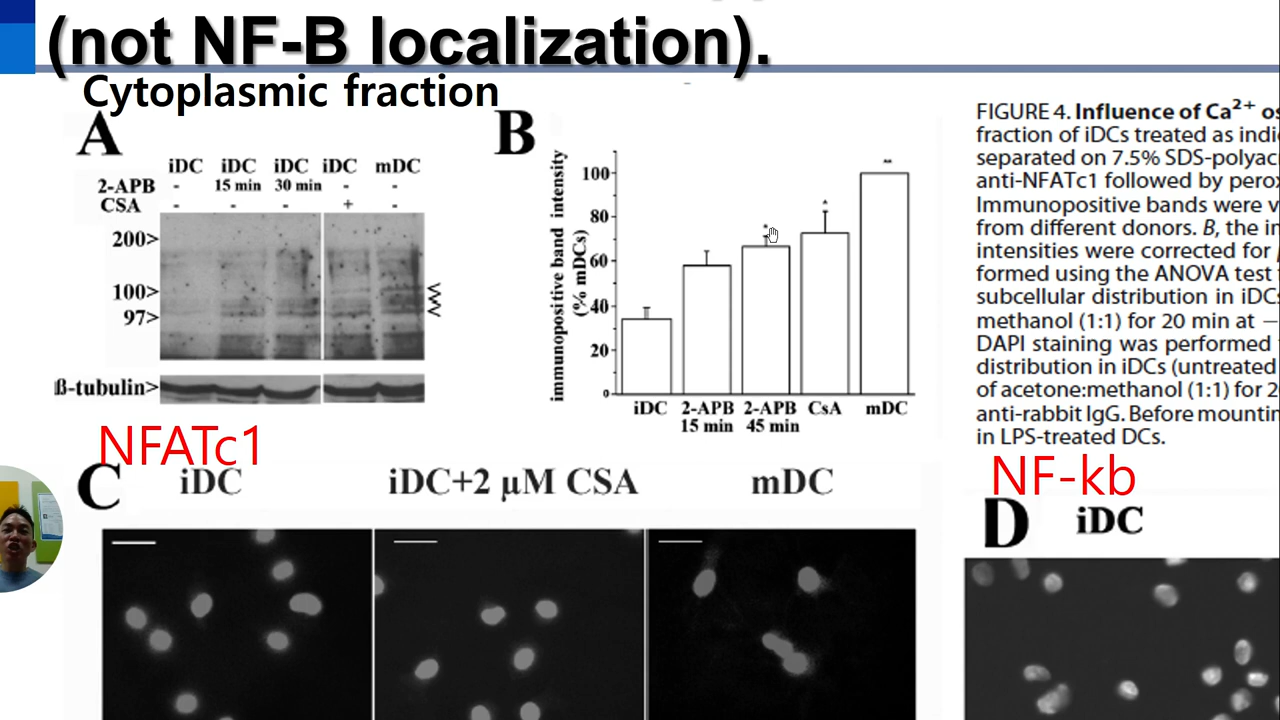 (not NF-B localization).
Cytoplasmic fraction
A
iDC iDC iDC iDC mDC
2-APB - 15 min 30 min - -
CSA - - - + -
200>
100>
97>
ß-tubulin>
B
immunopositive band intensity
(% mDCs)
100
80
60
40
20
0
* * **
iDC 2-APB 2-APB CsA mDC
15 min 45 min
FIGURE 4. Influence of Ca2+ os
fraction of iDCs treated as indi
separated on 7.5% SDS-polyac
anti-NFATc1 followed by perox
Immunopositive bands were v
from different donors. B, the in
intensities were corrected for
formed using the ANOVA test
subcellular distribution in iDC
methanol (1:1) for 20 min at —
DAPI staining was performed
distribution in iDCs (untreated
of acetone:methanol (1:1) for 2
anti-rabbit IgG. Before mountin
in LPS-treated DCs.
NFATc1
C
iDC iDC+2 µM CSA mDC
NF-kb
D iDC